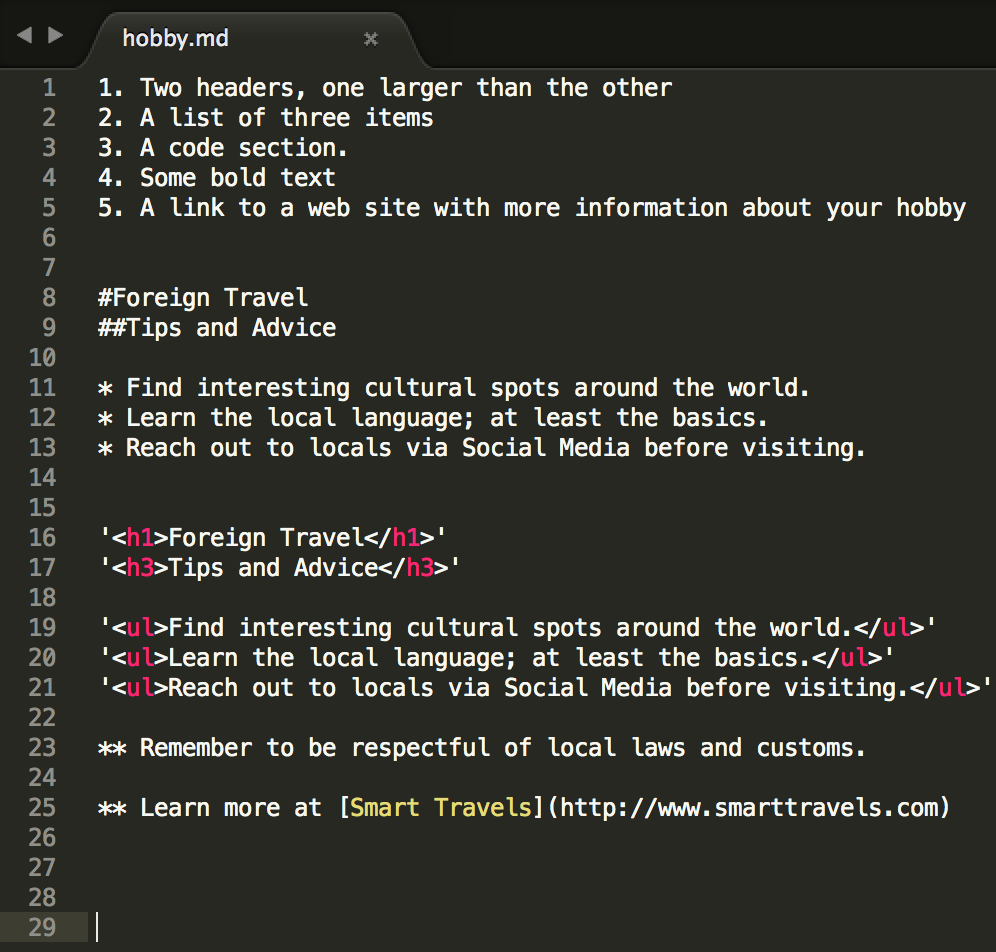 hobby.md
1 1. Two headers, one larger than the other
2 2. A list of three items
3 3. A code section.
4 4. Some bold text
5 5. A link to a web site with more information about your hobby
6
7
8 #Foreign Travel
9 ##Tips and Advice
10
11 * Find interesting cultural spots around the world.
12 * Learn the local language; at least the basics.
13 * Reach out to locals via Social Media before visiting.
14
15
16 '<h1>Foreign Travel</h1>'
17 '<h3>Tips and Advice</h3>'
18
19 '<ul>Find interesting cultural spots around the world.</ul>'
20 '<ul>Learn the local language; at least the basics.</ul>'
21 '<ul>Reach out to locals via Social Media before visiting.</ul>'
22
23 ** Remember to be respectful of local laws and customs.
24
25 ** Learn more at [Smart Travels](http://www.smarttravels.com)
26
27
28
29